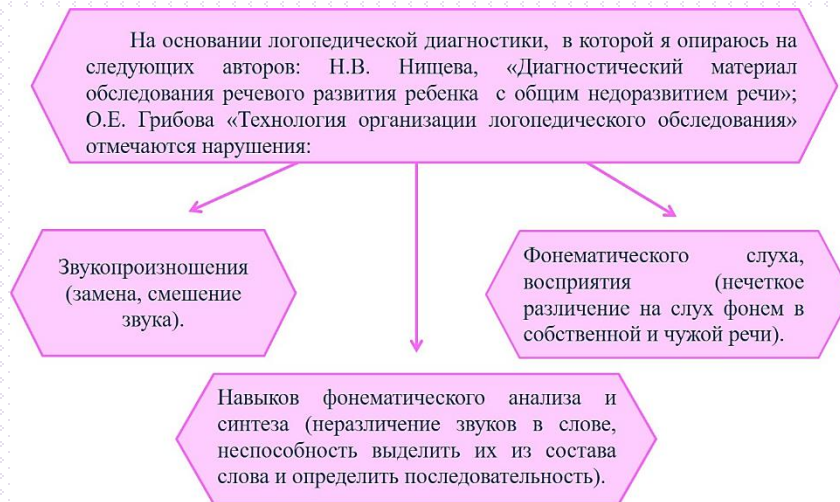 На основании логопедической диагностики, в которой я опираюсь на
следующих авторов: Н.В. Нищева, «Диагностический материал
обследования речевого развития ребенка с общим недоразвитием речи»;
О.Е. Грибова «Технология организации логопедического обследования»
отмечаются нарушения:
Звукопроизношения
(замена, смешение
звука).
Фонематического слуха,
восприятия (нечеткое
различение на слух фонем в
собственной и чужой речи).
Навыков фонематического анализа и
синтеза (неразличение звуков в слове,
неспособность выделить их из состава
слова и определить последовательность).